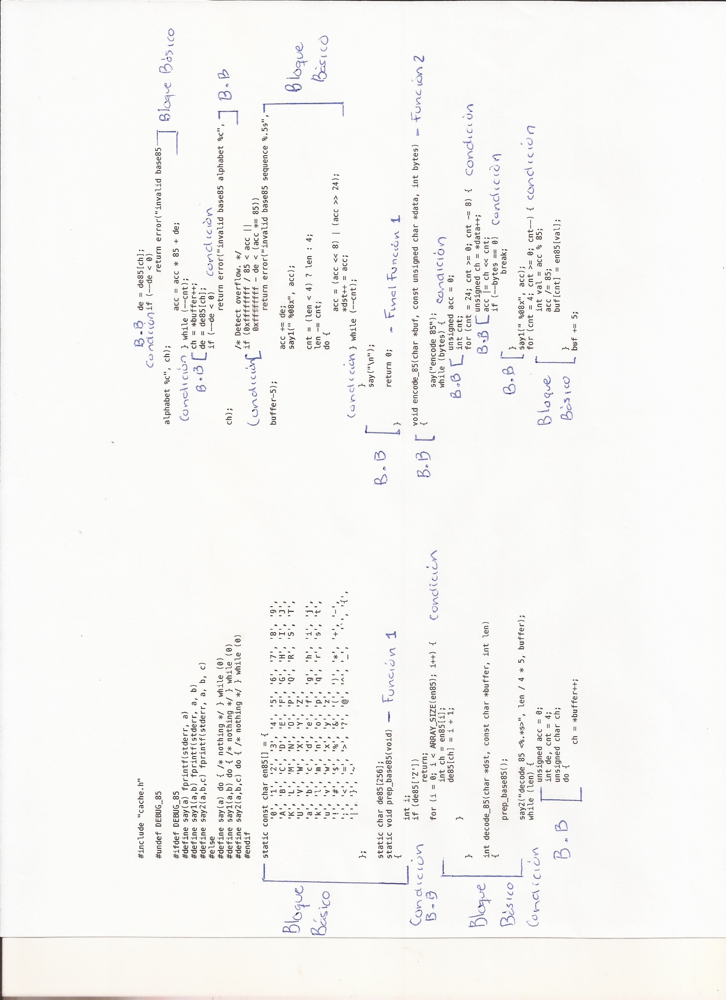 #include "cache.h"
#undef DEBUG_85
#ifdef DEBUG_85
#define say(a) fprintf(stderr, a)
#define say1(a,b) fprintf(stderr, a, b)
#define say2(a,b,c) fprintf(stderr, a, b, c)
#else
#define say(a) do { /* nothing */ } while (0)
#define say1(a,b) do { /* nothing */ } while (0)
#define say2(a,b,c) do { /* nothing */ } while (0)
#endif
static const char en85[] = {
'0', '1', '2', '3', '4', '5', '6', '7', '8', '9',
'A', 'B', 'C', 'D', 'E', 'F', 'G', 'H', 'I', 'J',
'K', 'L', 'M', 'N', 'O', 'P', 'Q', 'R', 'S', 'T',
'U', 'V', 'W', 'X', 'Y', 'Z',
'a', 'b', 'c', 'd', 'e', 'f', 'g', 'h', 'i', 'j',
'k', 'l', 'm', 'n', 'o', 'p', 'q', 'r', 's', 't',
'u', 'v', 'w', 'x', 'y', 'z',
'!', '#', '$', '%', '&', '(', ')', '*', '+', '-',
';', '<', '=', '>', '?', '@', '^', '_', '`', '{',
'|', '}', '~'
};
Bloque
Básico
static char de85[256];
static void prep_base85(void) — Función 1
{
int i;
Condición if (de85['Z'])
B.B return;
for (i = 0; i < ARRAY_SIZE(en85); i++) { Condición
int ch = en85[i];
de85[ch] = i + 1;
}
}
Bloque
Básico
int decode_85(char *dst, const char *buffer, int len)
{
prep_base85();
say2("decode 85 <%.*s>", len / 4 * 5, buffer);
Condición while (len) {
unsigned acc = 0;
int de, cnt = 4;
unsigned char ch;
B.B do {
ch = *buffer++;
B.B de = de85[ch];
Condición if (--de < 0)
return error("invalid base85
alphabet %c", ch); Bloque Básico
acc = acc * 85 + de;
Condición } while (--cnt);
ch = *buffer++;
B.B de = de85[ch];
if (--de < 0) condición
return error("invalid base85 alphabet %c", B.B
ch);
/* Detect overflow. */
Condición if (0xffffffff / 85 < acc ||
0xffffffff - de < (acc *= 85))
return error("invalid base85 sequence %.5s",
buffer-5);
acc += de;
say1(" %08x", acc);
Bloque
Básico
cnt = (len < 4) ? len : 4;
len -= cnt;
do {
acc = (acc << 8) | (acc >> 24);
*dst++ = acc;
Condición } while (--cnt);
}
say("\n");
B.B
return 0; - Final Función 1
}
void encode_85(char *buf, const unsigned char *data, int bytes) - Función 2
B.B {
say("encode 85");
while (bytes) { condición
unsigned acc = 0;
B.B int cnt;
for (cnt = 24; cnt >= 0; cnt -= 8) { condición
unsigned ch = *data++;
B.B acc |= ch << cnt;
if (--bytes == 0) condición
break;
}
B.B say1(" %08x", acc);
for (cnt = 4; cnt >= 0; cnt--) { condición
int val = acc % 85;
Bloque acc /= 85;
buf[cnt] = en85[val];
Básico }
buf += 5;